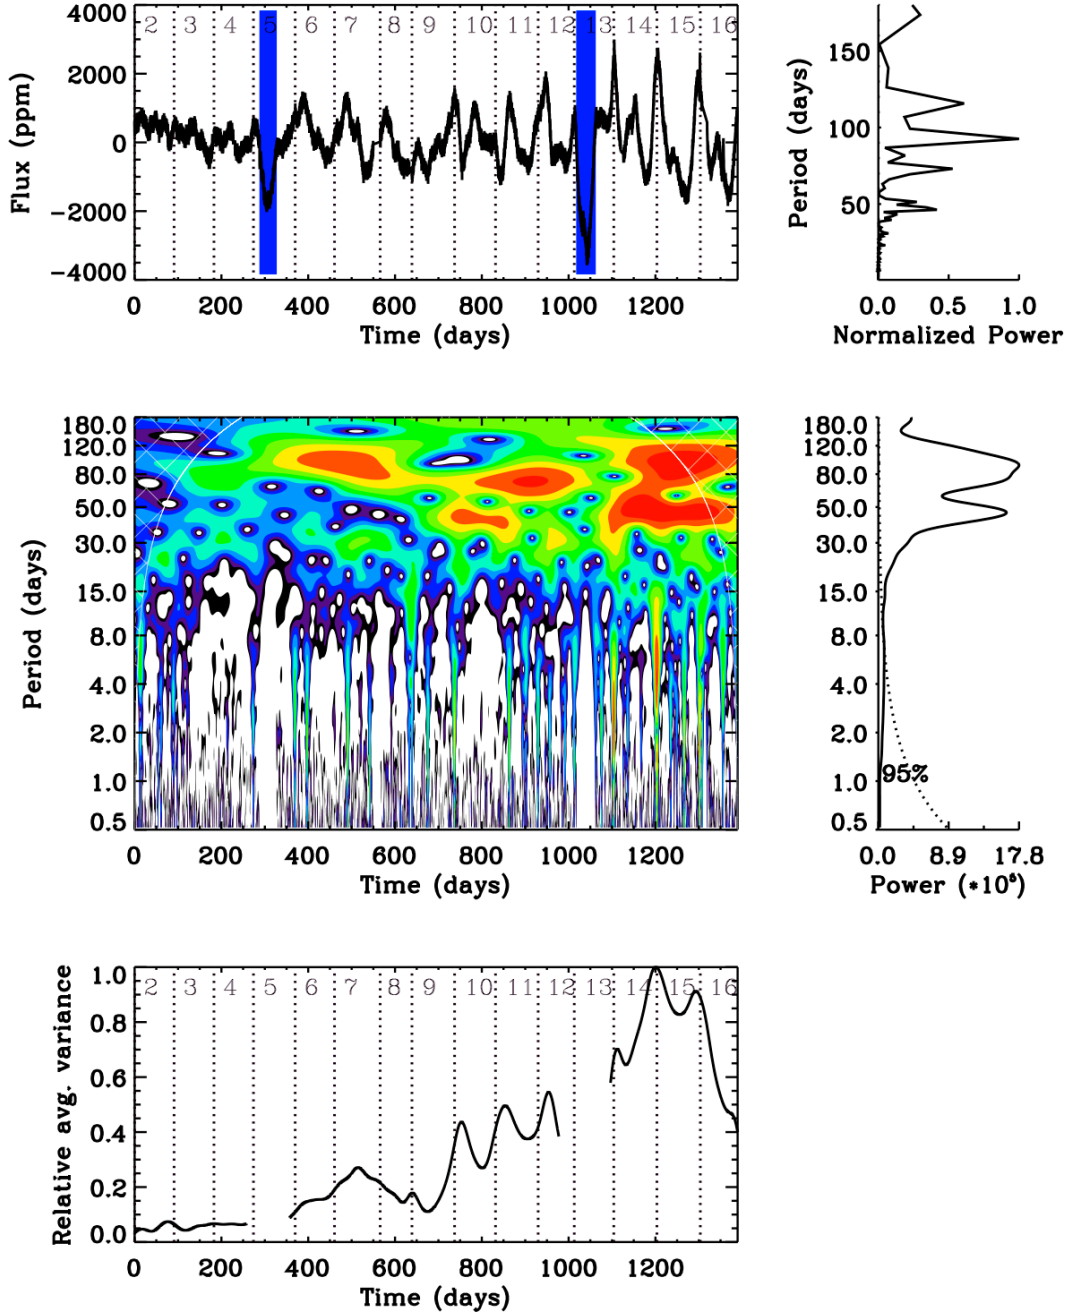 2 3 4 5 6 7 8 9 10 11 12 13 14 15 16
Flux (ppm)
2000
0
−2000
−4000
0 200 400 600 800 1000 1200
Time (days)
Period (days)
150
100
50
0.0 0.5 1.0
Normalized Power
Period (days)
180.0
120.0
80.0
50.0
30.0
15.0
8.0
4.0
2.0
1.0
0.5
0 200 400 600 800 1000 1200
Time (days)
180.0
120.0
80.0
50.0
30.0
15.0
8.0
4.0
2.0
1.0
0.5
95%
0.0 8.9 17.8
2 3 4 5 6 7 8 9 10 11 12 13 14 15 16
Relative avg. variance
1.0
0.8
0.6
0.4
0.2
0.0
0 200 400 600 800 1000 1200
Time (days)